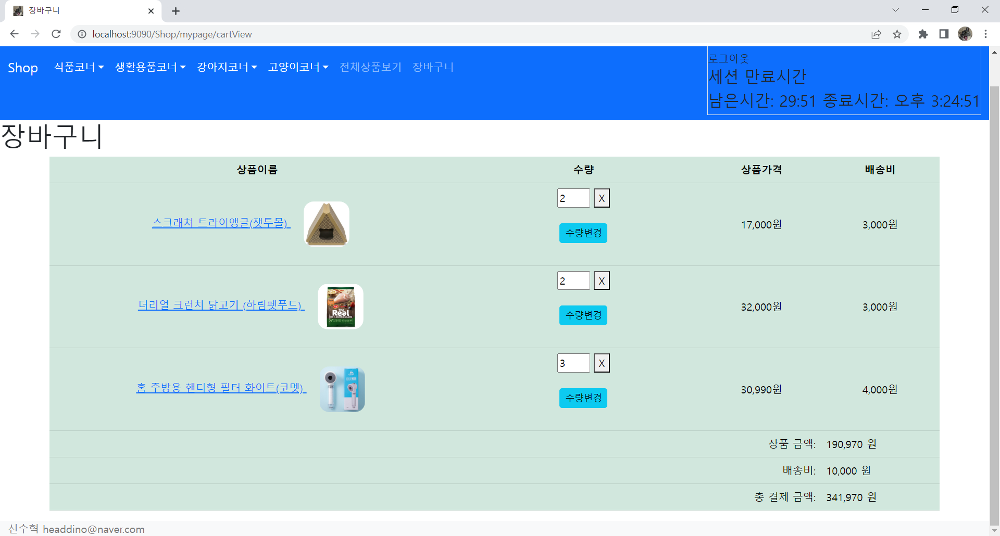 장바구니
localhost:9090/Shop/mypage/cartView
Shop 식품코너 생활용품코너 강아지코너 고양이코너 전체상품보기 장바구니
로그아웃
세션 만료시간
남은시간: 29:51 종료시간: 오후 3:24:51
장바구니
상품이름 수량 상품가격 배송비
스크래쳐 트라이앵글(잿투몰) 2 X 17,000원 3,000원
수량변경
더리얼 크런치 닭고기 (하림펫푸드) The Real 2 X 32,000원 3,000원
수량변경
홈 주방용 핸디형 필터 화이트(코멧) 3 X 30,990원 4,000원
수량변경
상품 금액: 190,970 원
배송비: 10,000 원
총 결제 금액: 341,970 원
신수혁 headdino@naver.com